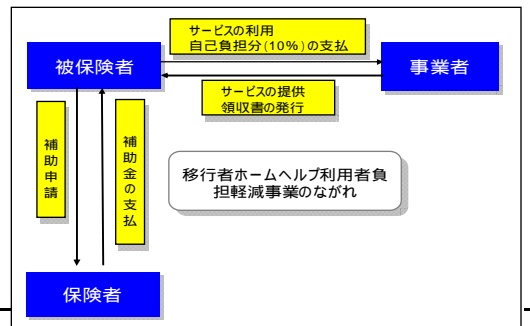 サービスの利用
自己負担分(10%)の支払
被保険者
事業者
サービスの提供
領収書の発行
補助申請
補助金の支払
移行者ホームヘルプ利用者負
担軽減事業のながれ
保険者